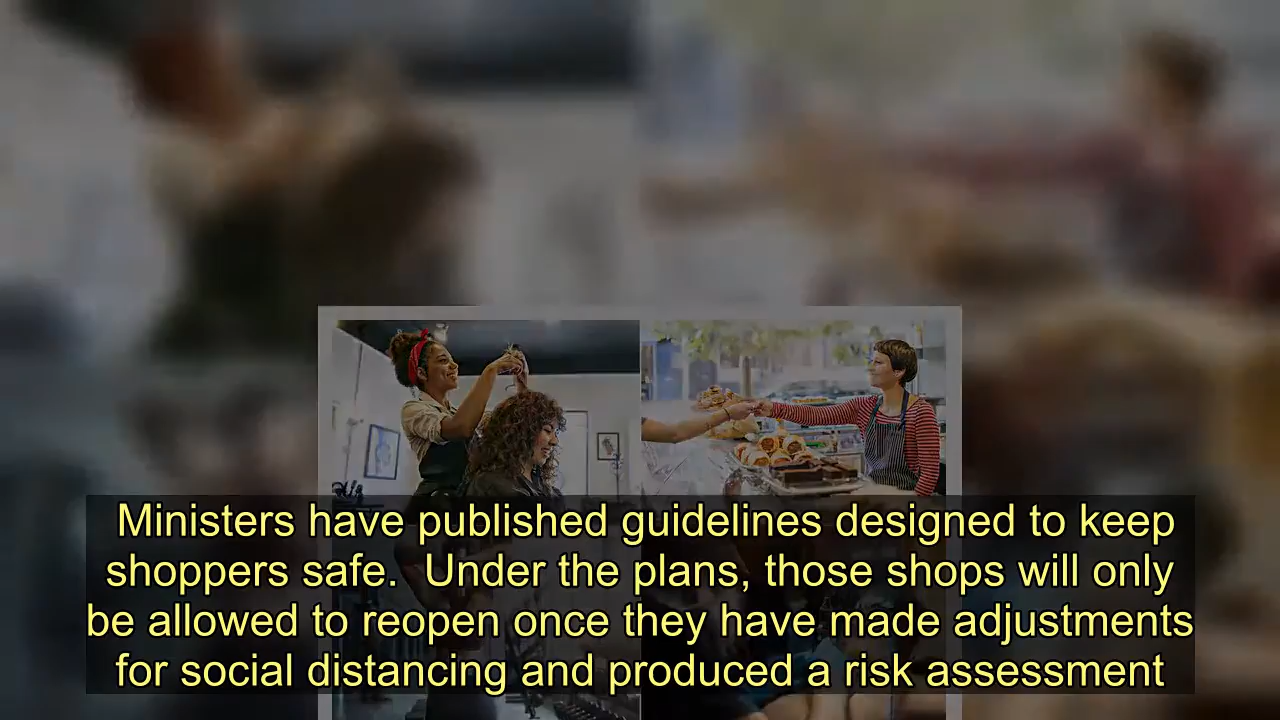 Ministers have published guidelines designed to keep
shoppers safe.  Under the plans, those shops will only
be allowed to reopen once they have made adjustments
for social distancing and produced a risk assessment